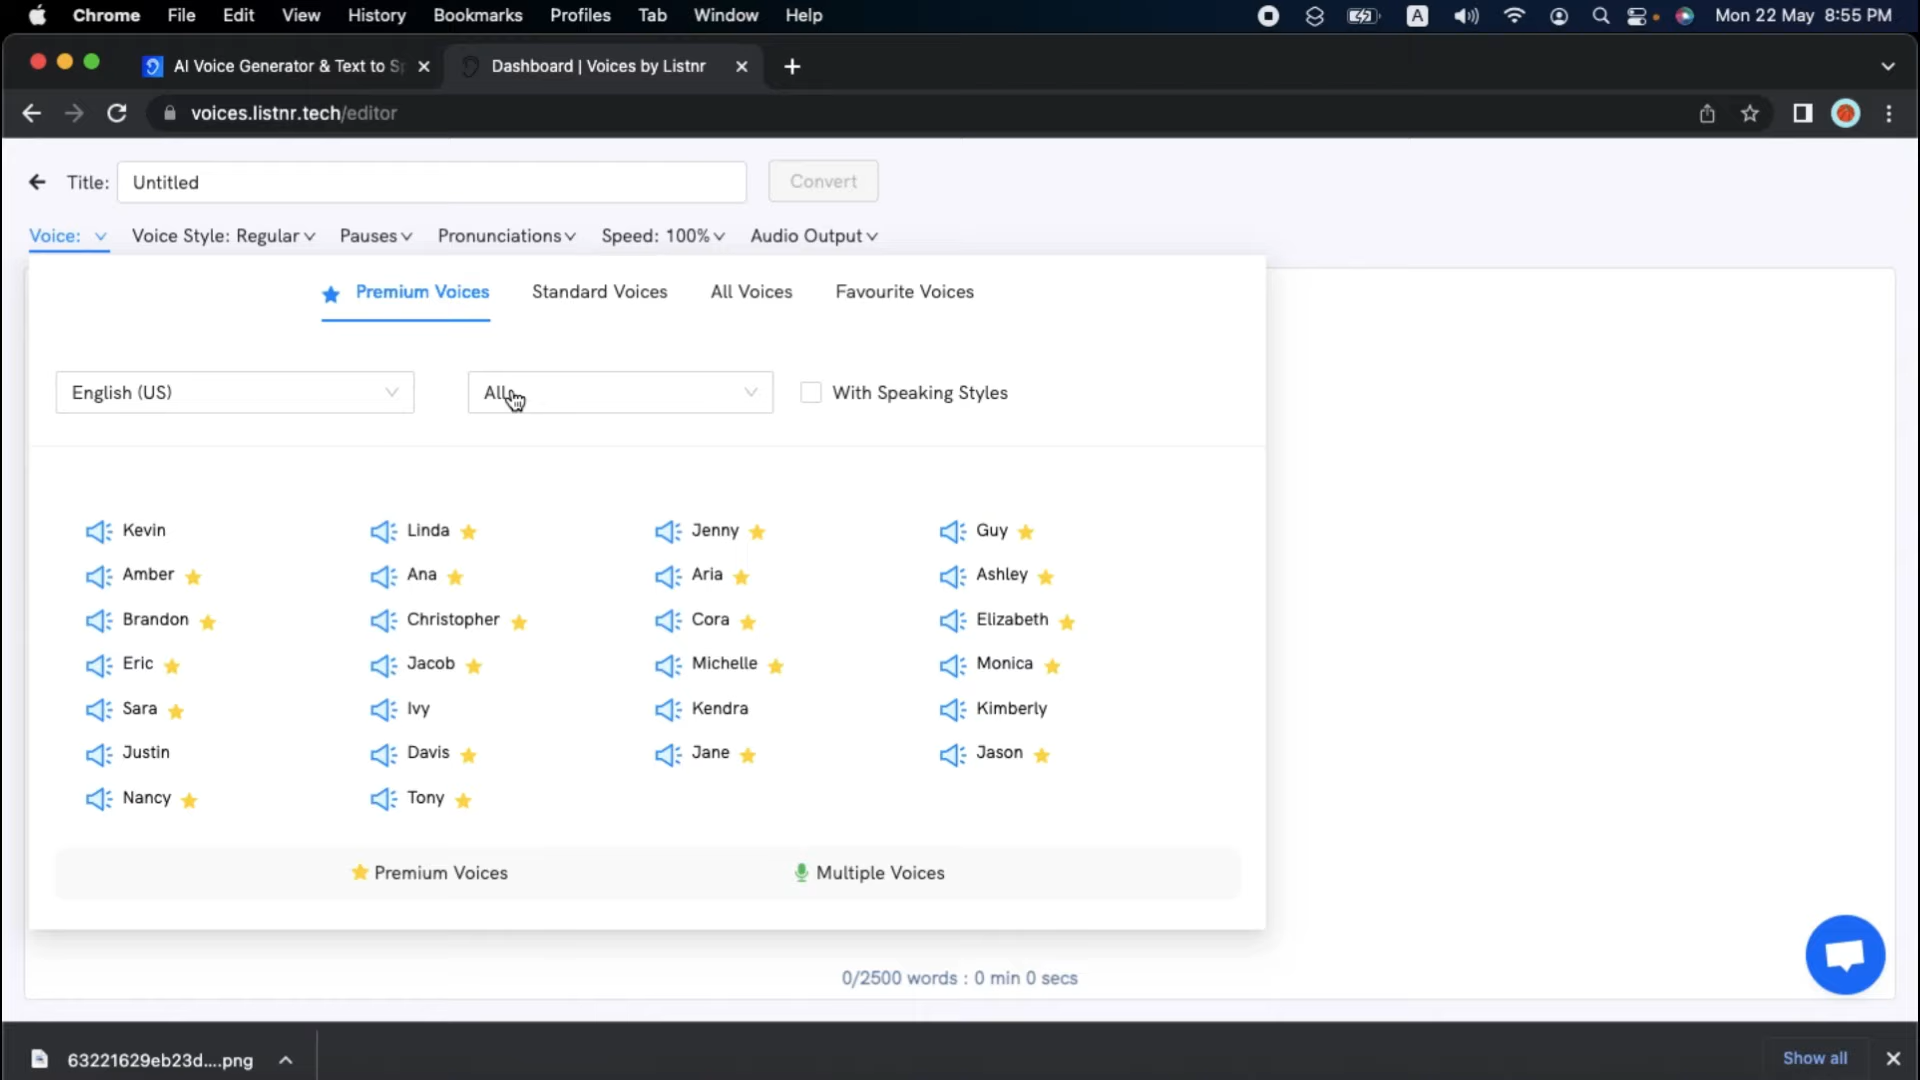 Chrome File Edit View History Bookmarks Profiles Tab Window Help A Mon 22 May 8:55 PM
AI Voice Generator & Text to Sp Dashboard | Voices by Listnr
voices.listnr.tech/editor
Title: Untitled Convert
Voice: Voice Style: Regular Pauses Pronunciations Speed: 100% Audio Output
Premium Voices Standard Voices All Voices Favourite Voices
English (US) All With Speaking Styles
Kevin Linda Jenny Guy
Amber Ana Aria Ashley
Brandon Christopher Cora Elizabeth
Eric Jacob Michelle Monica
Sara Ivy Kendra Kimberly
Justin Davis Jane Jason
Nancy Tony
Premium Voices Multiple Voices
0/2500 words : 0 min 0 secs
63221629eb23d....png Show all